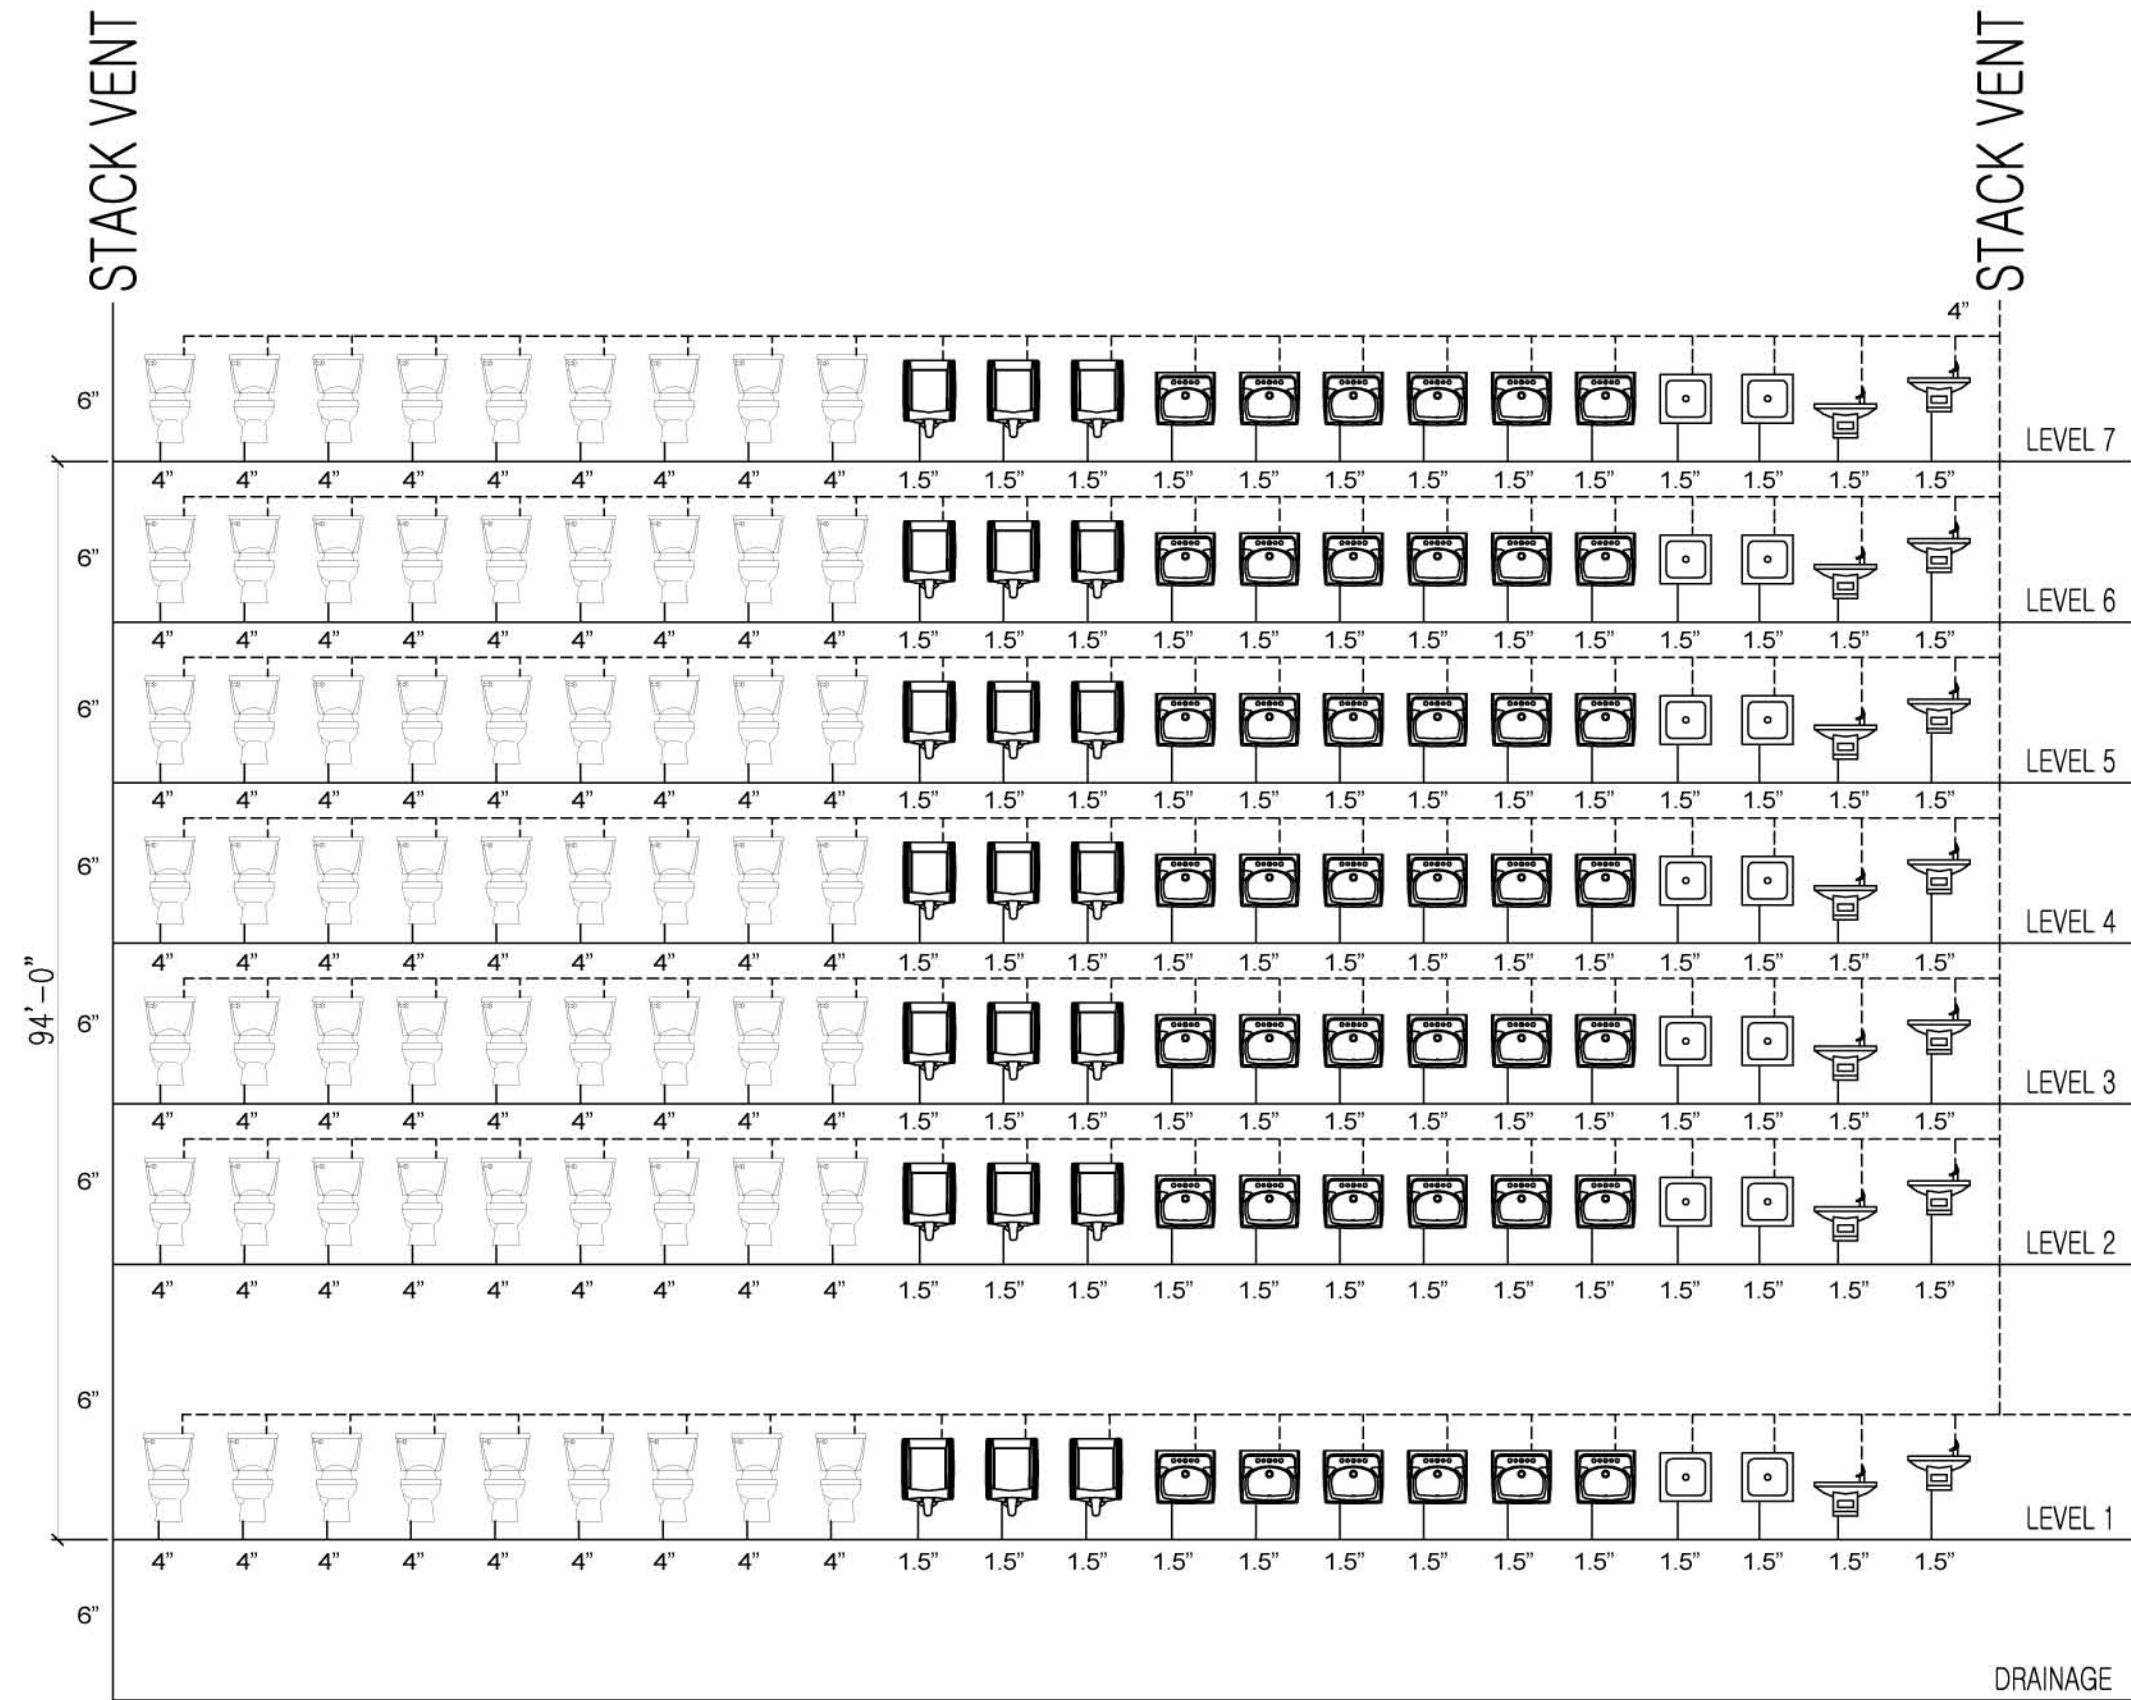 STACK VENT
STACK VENT
4”
6”
LEVEL 7
4” 4” 4” 4” 4” 4” 4” 4” 4” 1.5” 1.5” 1.5” 1.5” 1.5” 1.5” 1.5” 1.5” 1.5” 1.5” 1.5” 1.5” 1.5”
6”
LEVEL 6
4” 4” 4” 4” 4” 4” 4” 4” 4” 1.5” 1.5” 1.5” 1.5” 1.5” 1.5” 1.5” 1.5” 1.5” 1.5” 1.5” 1.5” 1.5”
6”
LEVEL 5
4” 4” 4” 4” 4” 4” 4” 4” 4” 1.5” 1.5” 1.5” 1.5” 1.5” 1.5” 1.5” 1.5” 1.5” 1.5” 1.5” 1.5” 1.5”
6”
LEVEL 4
4” 4” 4” 4” 4” 4” 4” 4” 4” 1.5” 1.5” 1.5” 1.5” 1.5” 1.5” 1.5” 1.5” 1.5” 1.5” 1.5” 1.5” 1.5”
94’–0”
6”
LEVEL 3
4” 4” 4” 4” 4” 4” 4” 4” 4” 1.5” 1.5” 1.5” 1.5” 1.5” 1.5” 1.5” 1.5” 1.5” 1.5” 1.5” 1.5” 1.5”
6”
LEVEL 2
4” 4” 4” 4” 4” 4” 4” 4” 4” 1.5” 1.5” 1.5” 1.5” 1.5” 1.5” 1.5” 1.5” 1.5” 1.5” 1.5” 1.5” 1.5”
6”
LEVEL 1
4” 4” 4” 4” 4” 4” 4” 4” 4” 1.5” 1.5” 1.5” 1.5” 1.5” 1.5” 1.5” 1.5” 1.5” 1.5” 1.5” 1.5” 1.5”
6”
DRAINAGE